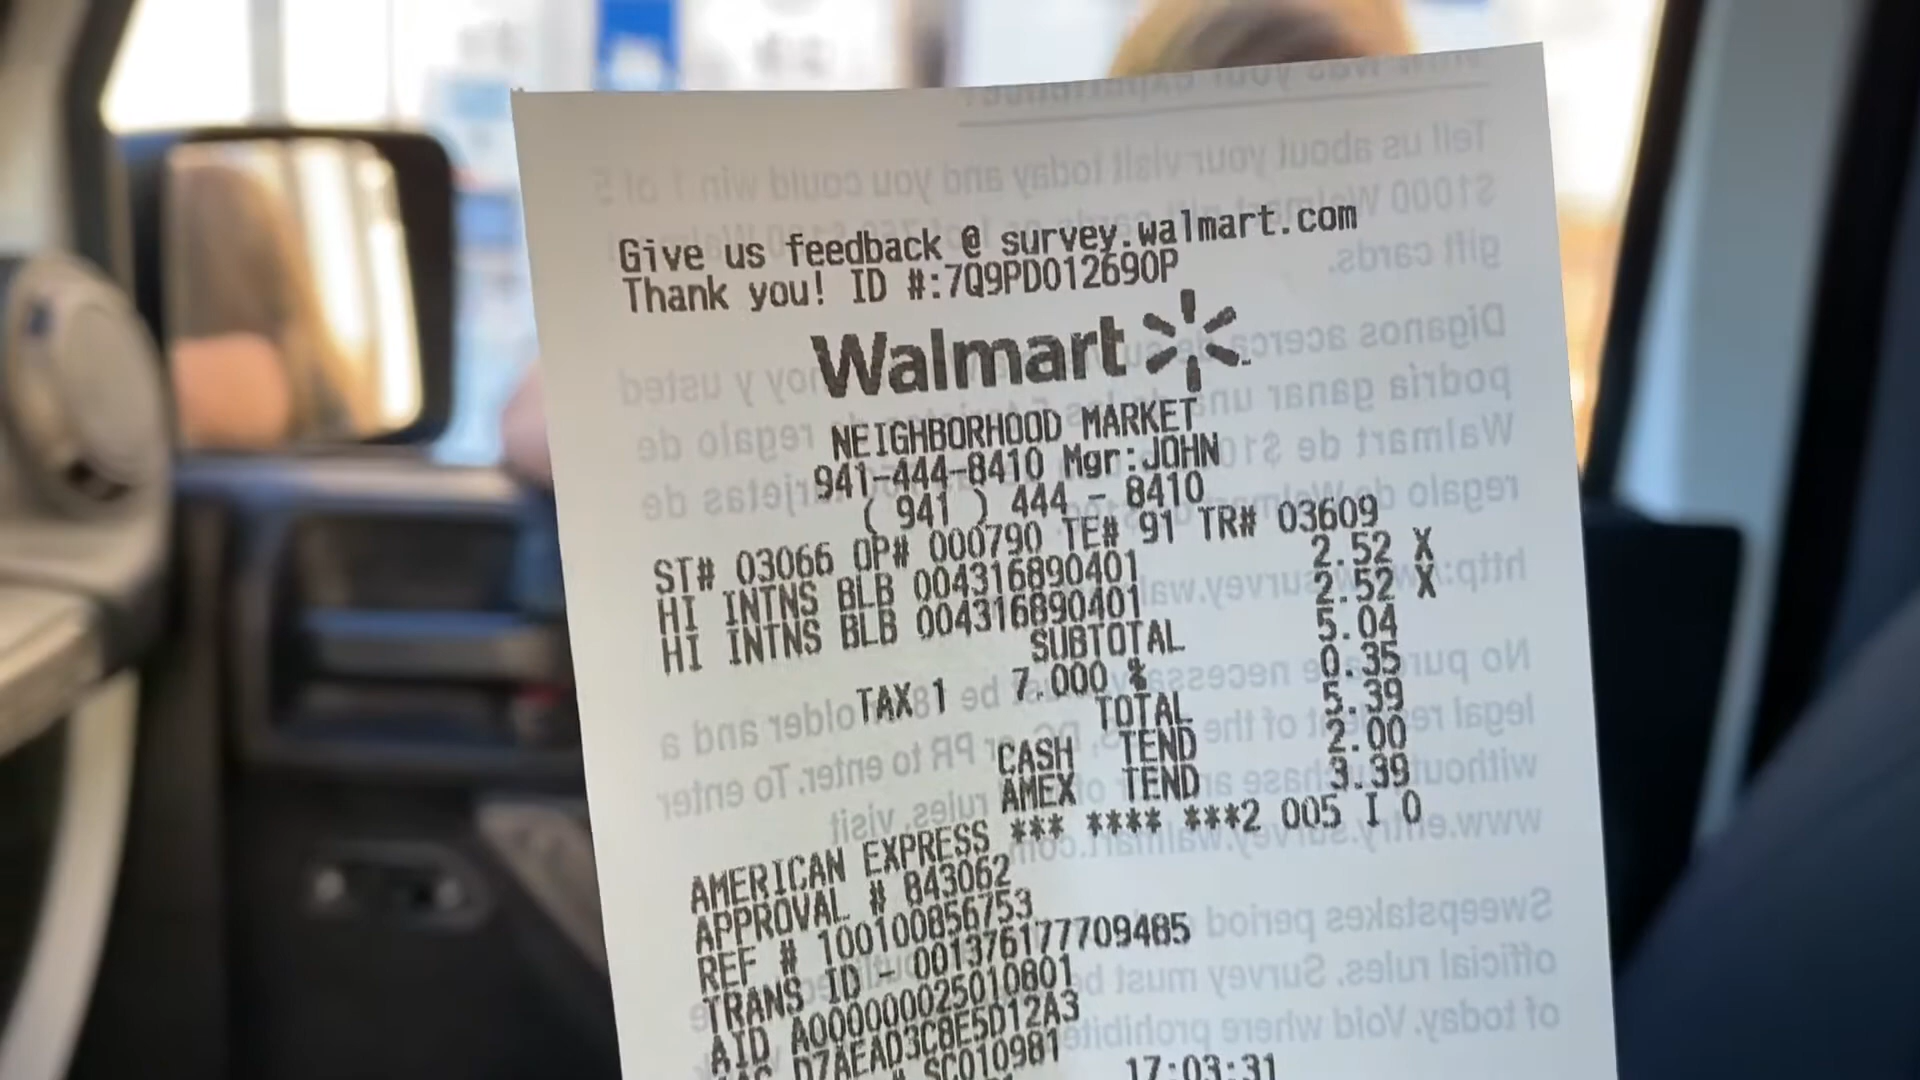 Give us feedback @ survey.walmart.com
Thank you! ID #:7Q9PD012690P
Walmart
NEIGHBORHOOD MARKET
941-444-8410 Mgr:JOHN
( 941 ) 444 - 8410
ST# 03066 OP# 000790 TE# 91 TR# 03609
HI INTNS BLB 004316890401 2.52 X
HI INTNS BLB 004316890401 2.52 X
SUBTOTAL 5.04
TAX 1 7.000 % 0.35
TOTAL 5.39
CASH TEND 2.00
AMEX TEND 3.39
AMERICAN EXPRESS *** **** ***2 005 I 0
APPROVAL # 843062
REF # 100100856753
TRANS ID - 001376177709485
AID A00000002501​0801
D7AEAD3C8E5D12A3
# SC010981
17:03:31